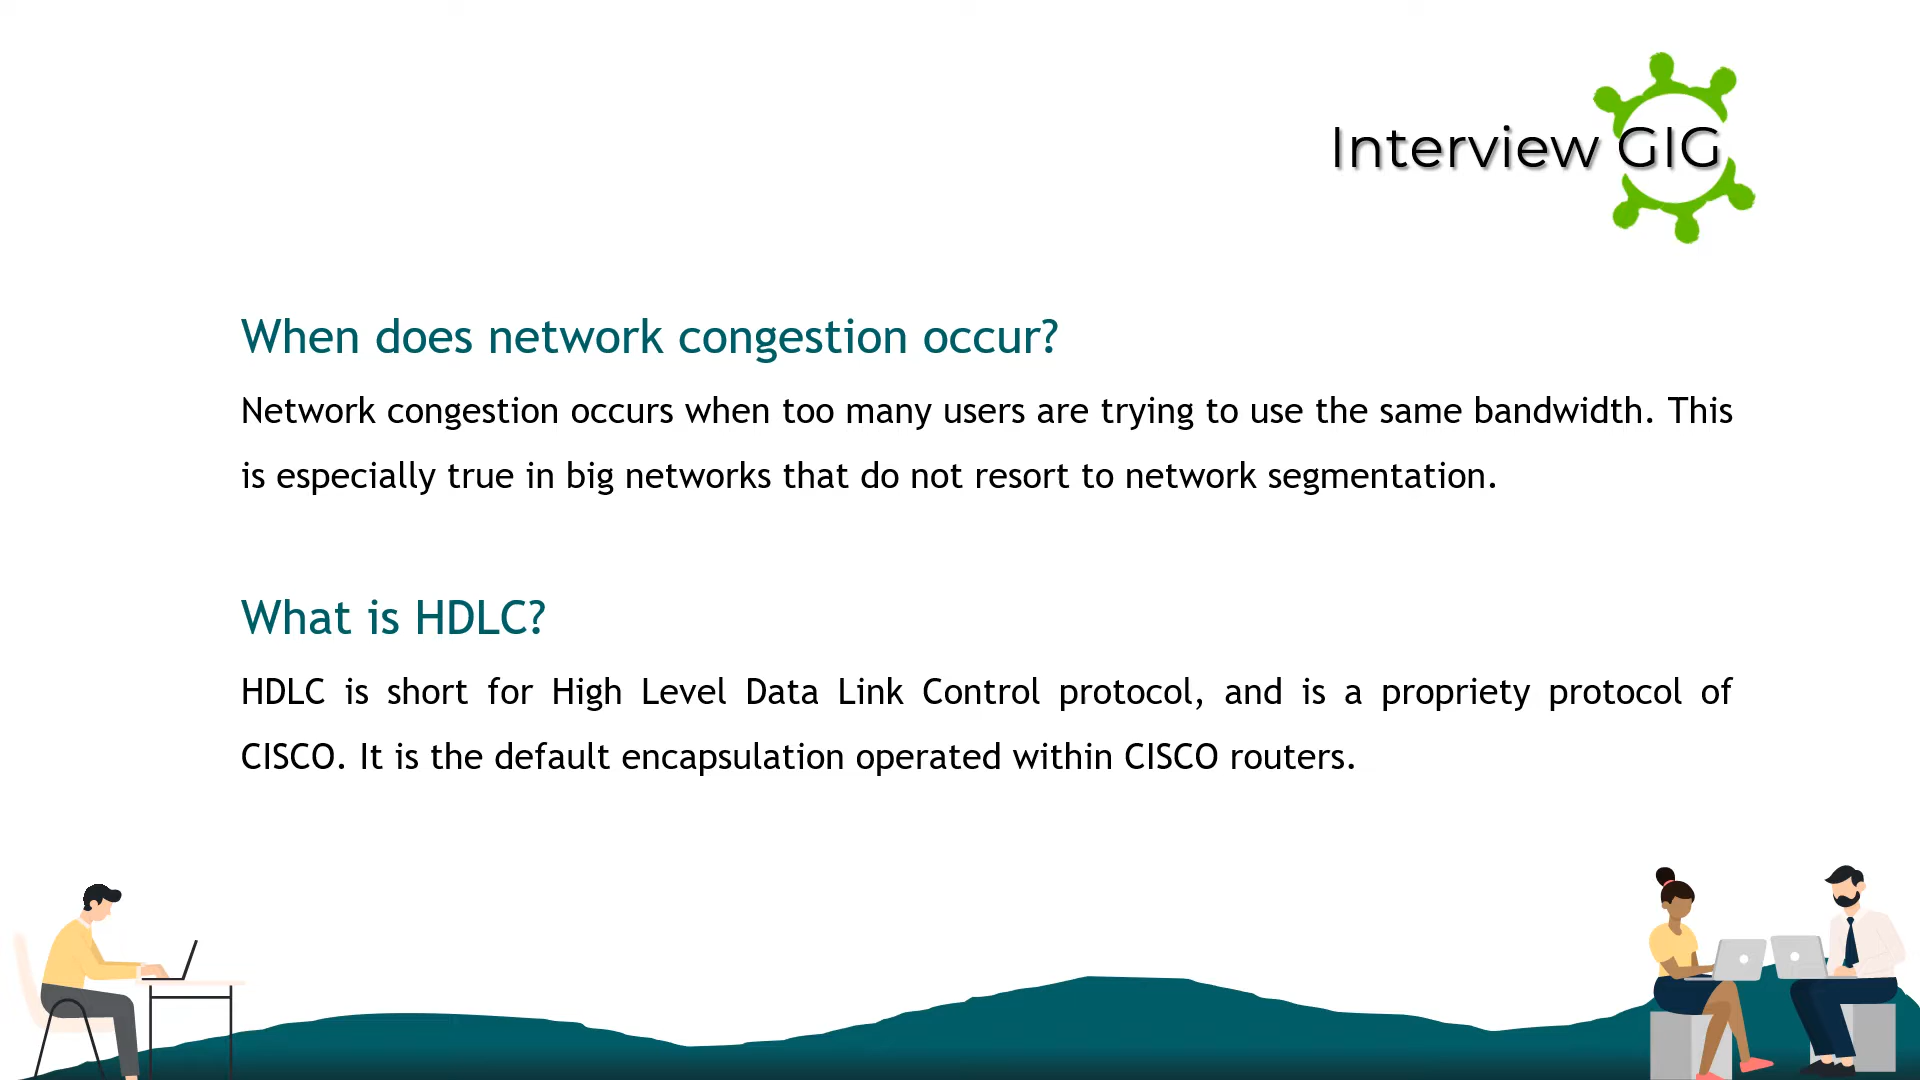 Interview GIG
When does network congestion occur?
Network congestion occurs when too many users are trying to use the same bandwidth. This
is especially true in big networks that do not resort to network segmentation.
What is HDLC?
HDLC is short for High Level Data Link Control protocol, and is a propriety protocol of
CISCO. It is the default encapsulation operated within CISCO routers.